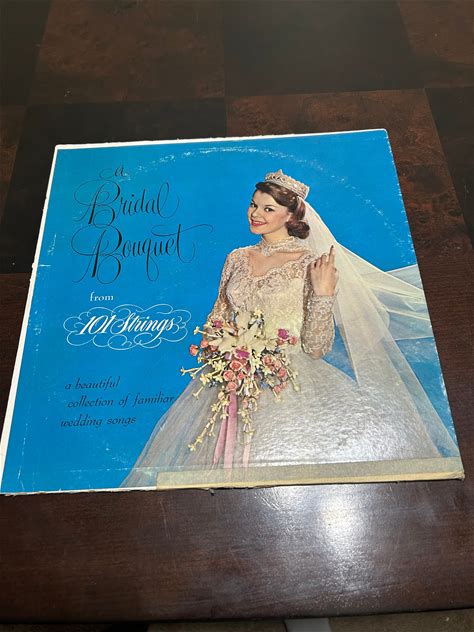 a
Bridal
Bouquet
from
101 Strings
a beautiful
collection of familiar
wedding songs